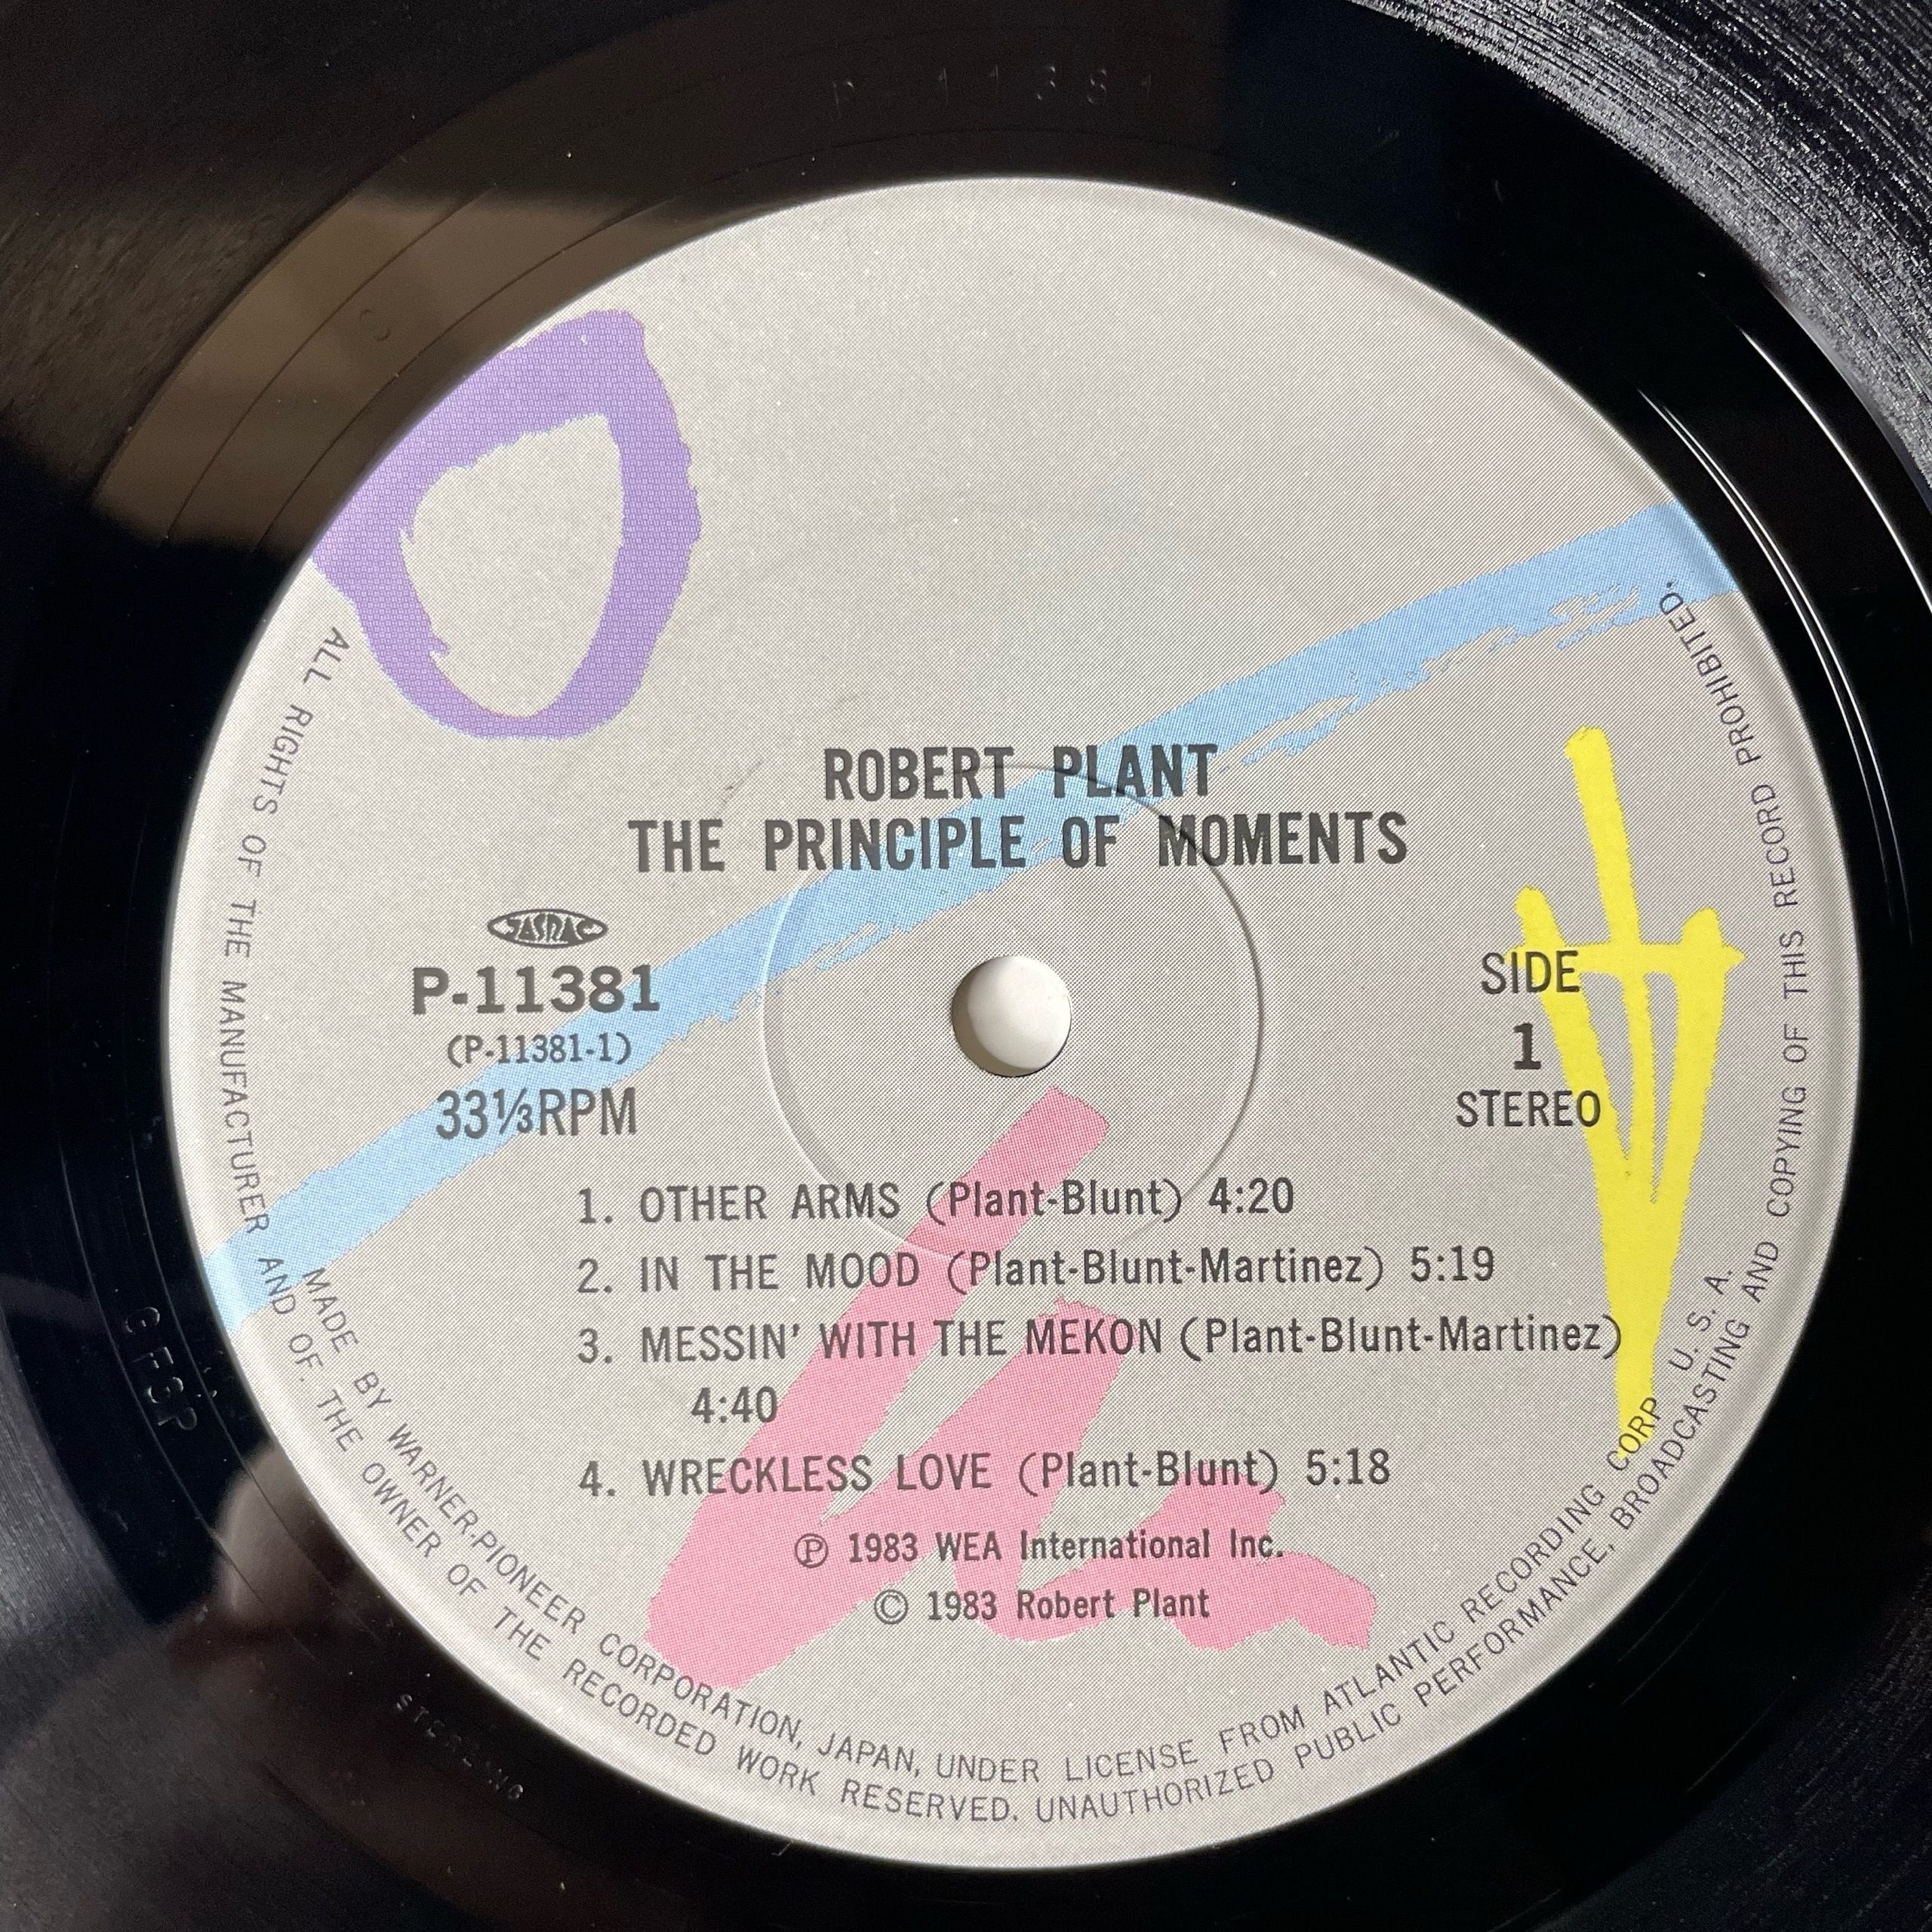 P-11381
ROBERT PLANT
THE PRINCIPLE OF MOMENTS
JASRAC
P-11381
(P-11381-1)
33⅓RPM
SIDE
1
STEREO
1. OTHER ARMS (Plant-Blunt) 4:20
2. IN THE MOOD (Plant-Blunt-Martinez) 5:19
3. MESSIN' WITH THE MEKON (Plant-Blunt-Martinez)
4:40
4. WRECKLESS LOVE (Plant-Blunt) 5:18
Ⓟ 1983 WEA International Inc.
© 1983 Robert Plant
MADE BY WARNER-PIONEER CORPORATION, JAPAN, UNDER LICENSE FROM ATLANTIC RECORDING CORP U. S. A.
ALL RIGHTS OF THE MANUFACTURER AND OF. THE OWNER OF THE RECORDED WORK RESERVED. UNAUTHORIZED PUBLIC PERFORMANCE, BROADCASTING AND COPYING OF THIS RECORD PROHIBITED.
STERLING